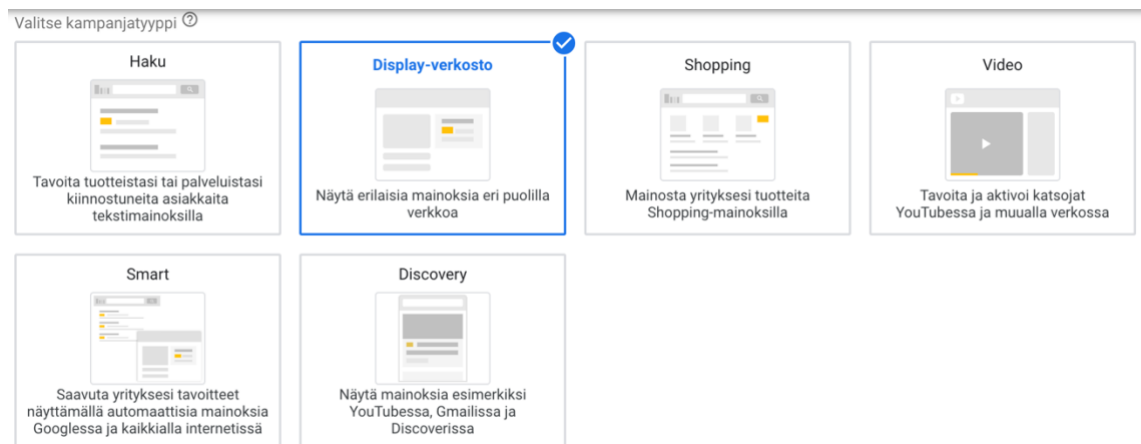 Valitse kampanjatyyppi
Haku
Tavoita tuotteistasi tai palveluistasi
kiinnostuneita asiakkaita
tekstimainoksilla
Display-verkosto
Näytä erilaisia mainoksia eri puolilla
verkkoa
Shopping
Mainosta yrityksesi tuotteita
Shopping-mainoksilla
Video
Tavoita ja aktivoi katsojat
YouTubessa ja muualla verkossa
Smart
Saavuta yrityksesi tavoitteet
näyttämällä automaattisia mainoksia
Googlessa ja kaikkialla internetissä
Discovery
Näytä mainoksia esimerkiksi
YouTubessa, Gmailissa ja
Discoverissa